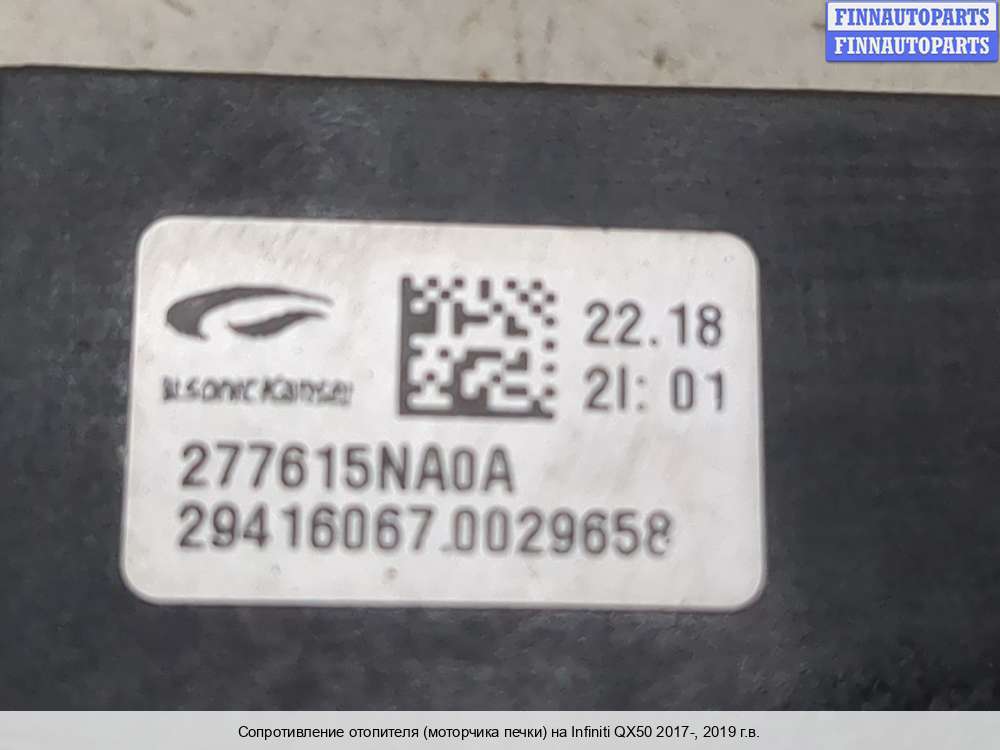 FINNAUTOPARTS
FINNAUTOPARTS
22.18
21: 01
277615NA0A
29416067.0029658
Сопротивление отопителя (моторчика печки) на Infiniti QX50 2017-, 2019 г.в.